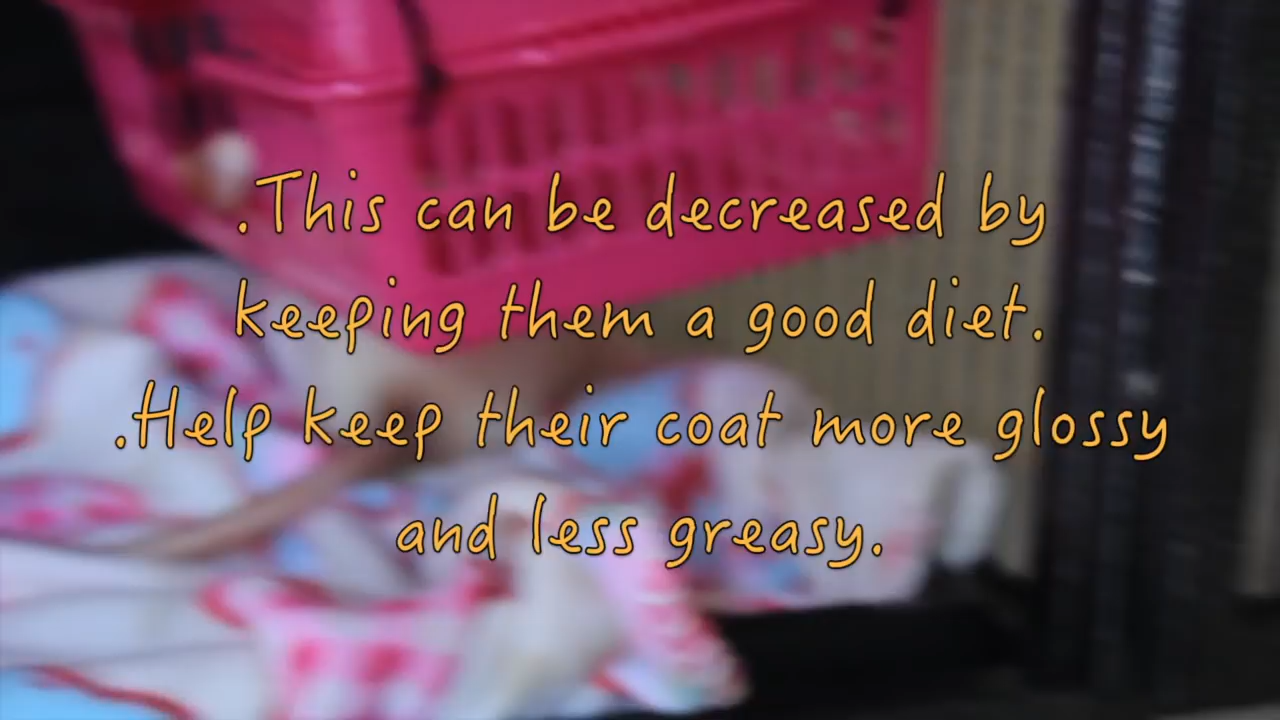 .This can be decreased by
keeping them a good diet.
.Help keep their coat more glossy
and less greasy.